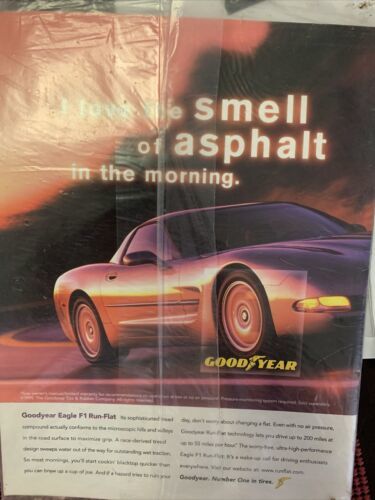 I love the smell
of asphalt
in the morning.
GOODYEAR
Goodyear Eagle F1 Run-Flat Its sophisticated tread
compound actually conforms to the microscopic hills and valleys
in the road surface to maximize grip. A race-derived tread
design sweeps water out of the way for outstanding wet traction.
So most mornings, you'll start cookin' blacktop quicker than
you can brew up a cup of joe. And if a hazard tries to ruin your
day, don't worry about changing a flat. Even with no air pressure,
Goodyear Run-Flat technology lets you drive up to 200 miles at
up to 55 miles per hour. The worry-free, ultra-high-performance
Eagle F1 Run-Flat: It's a wake-up call for driving enthusiasts
everywhere. Visit our website at: www.runflat.com.
Goodyear. Number One in tires.